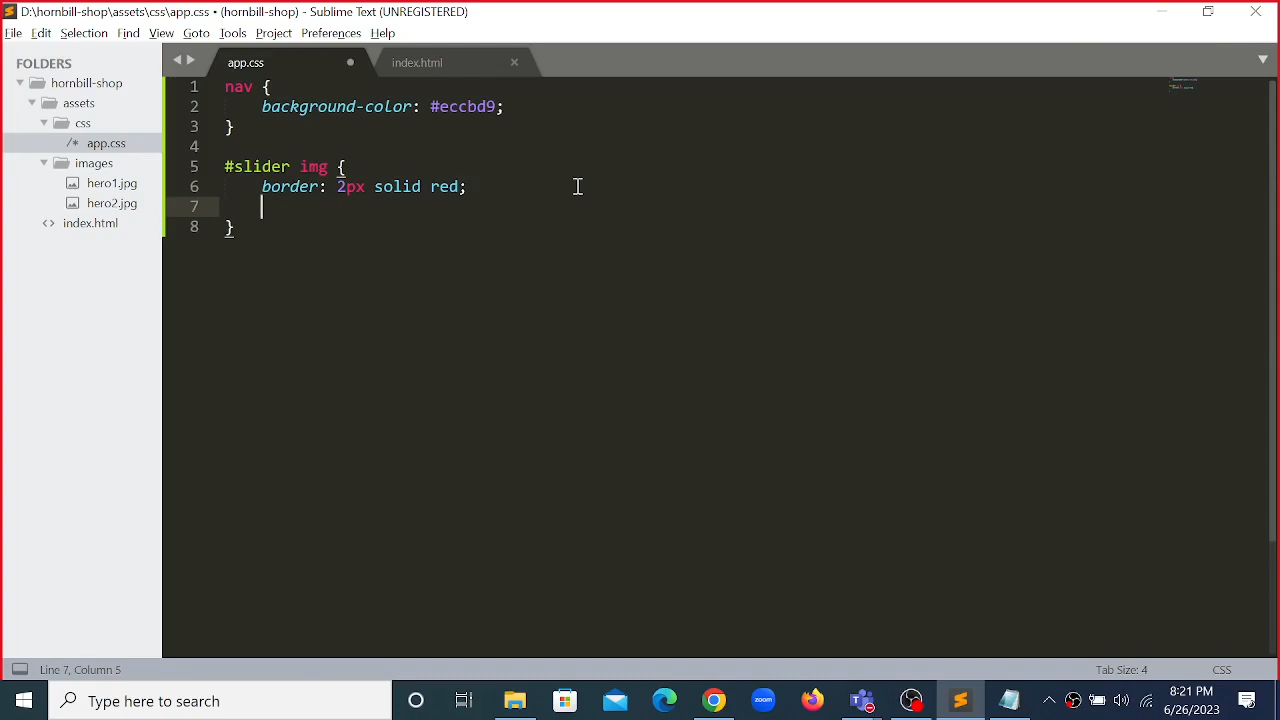 D:\hornbill-shop\assets\css\app.css • (hornbill-shop) - Sublime Text (UNREGISTERED)
File Edit Selection Find View Goto Tools Project Preferences Help
FOLDERS
hornbill-shop
assets
css
/* app.css
images
hero1.jpg
hero2.jpg
<> index.html
app.css
index.html
1 nav {
2 background-color: #eccbd9;
3 }
4
5 #slider img {
6 border: 2px solid red;
7
8 }
Line 7, Column 5
Tab Size: 4
CSS
Type here to search
zoom
8:21 PM
6/26/2023